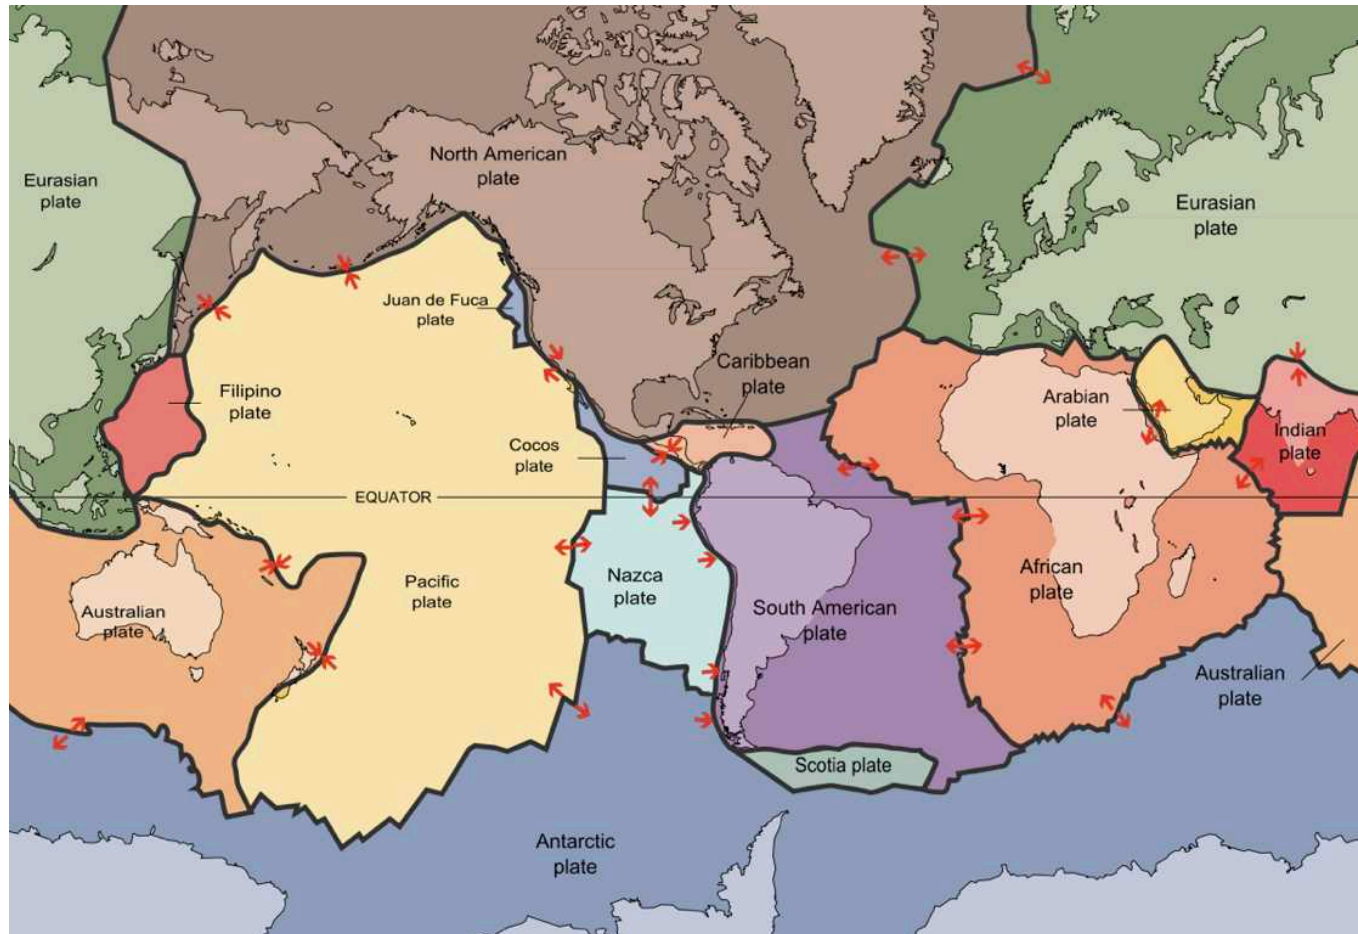 North American
plate
Eurasian
plate
Eurasian
plate
Juan de Fuca
plate
Caribbean
plate
Filipino
plate
Arabian
plate
Cocos
plate
Indian
plate
EQUATOR
Nazca
plate
Pacific
plate
African
plate
Australian
plate
South American
plate
Australian
plate
Scotia plate
Antarctic
plate